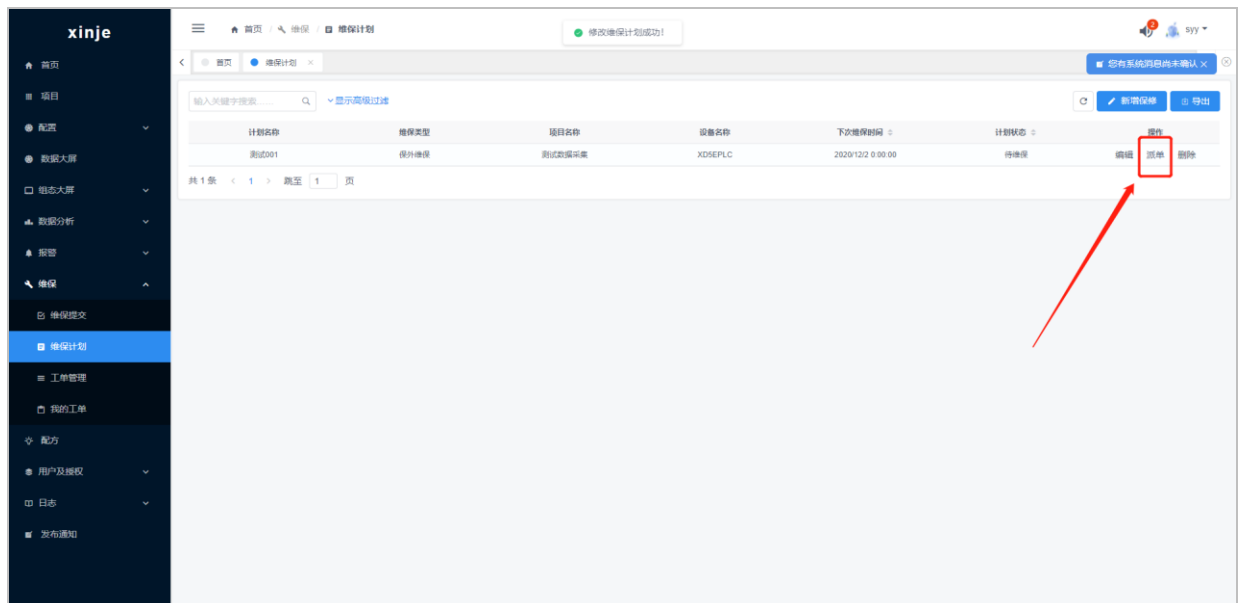 xinje
首页 / 维保 / 维保计划
修改维保计划成功!
2
syy
首页
维保计划 ×
您有系统消息尚未确认 ×
输入关键字搜索......
显示高级过滤
新增保修
导出
计划名称 维保类型 项目名称 设备名称 下次维保时间 计划状态 操作
测试001 保外维保 测试数据采集 XD5EPLC 2020/12/2 0:00:00 待维保 编辑 派单 删除
共 1 条 < 1 > 跳至 1 页
首页
项目
配置
数据大屏
组态大屏
数据分析
报警
维保
维保提交
维保计划
工单管理
我的工单
配方
用户及授权
日志
发布通知